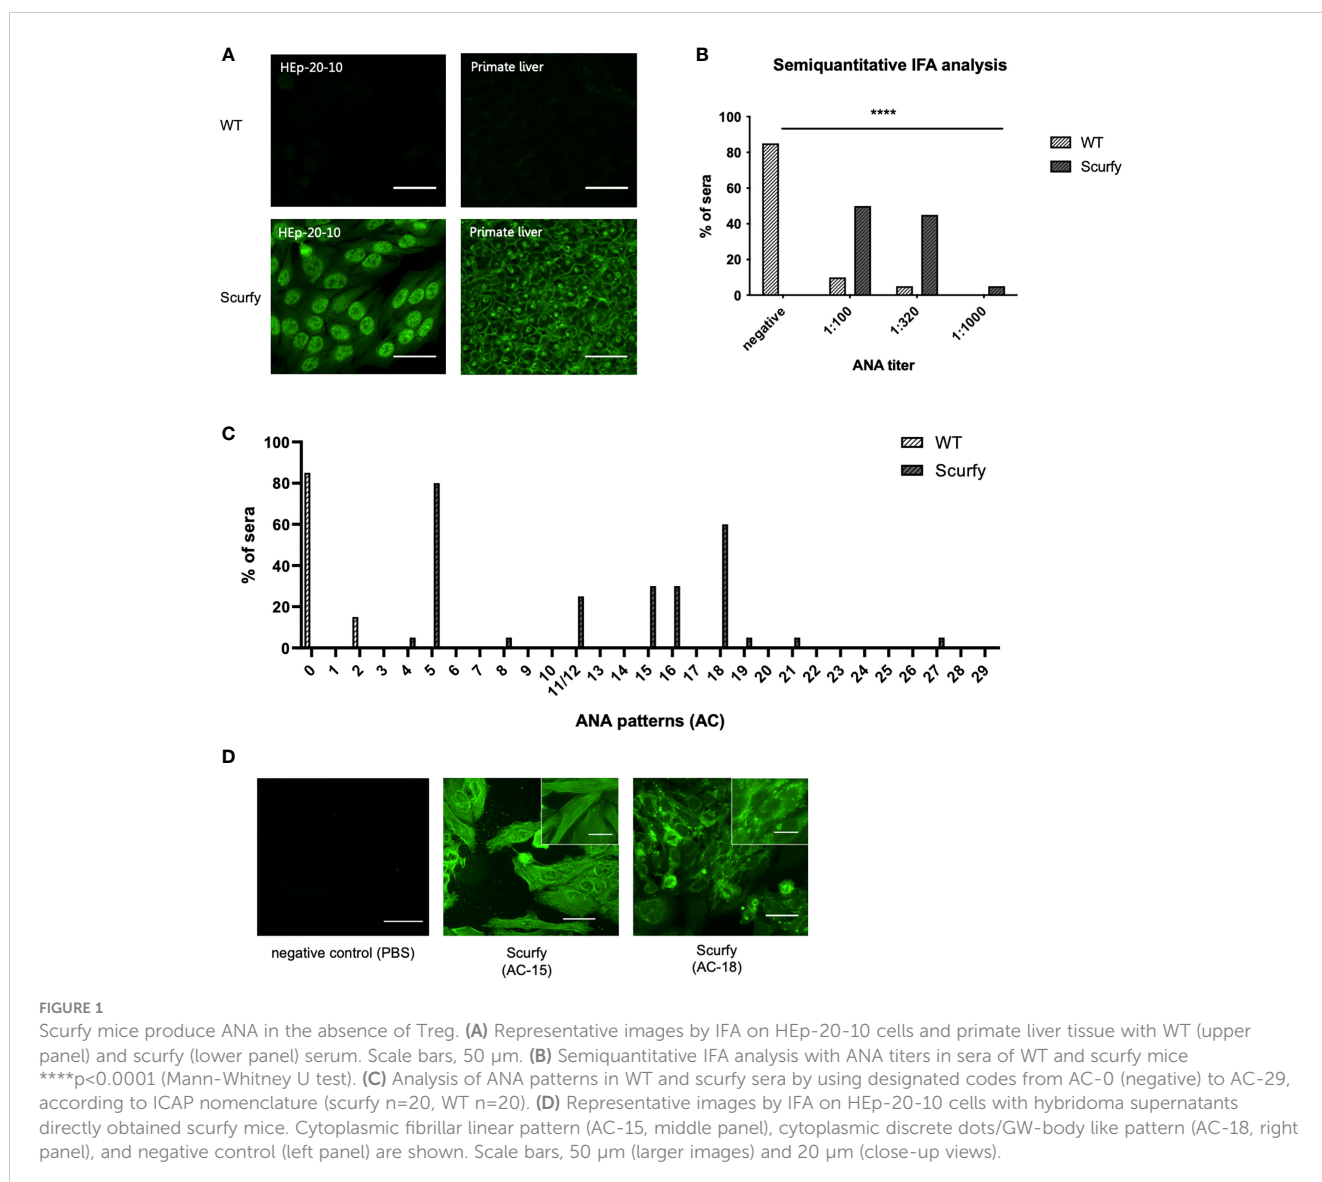 A
HEp-20-10
Primate liver
WT
HEp-20-10
Primate liver
Scurfy
B
Semiquantitative IFA analysis
****
100
80
60
40
20
0
% of sera
negative
1:100
1:320
1:1000
ANA titer
WT
Scurfy
C
100
80
60
40
20
0
% of sera
0
1
2
3
4
5
6
7
8
9
10
11/12
13
14
15
16
17
18
19
20
21
22
23
24
25
26
27
28
29
ANA patterns (AC)
WT
Scurfy
D
negative control (PBS)
Scurfy
(AC-15)
Scurfy
(AC-18)
FIGURE 1
Scurfy mice produce ANA in the absence of Treg. (A) Representative images by IFA on HEp-20-10 cells and primate liver tissue with WT (upper
panel) and scurfy (lower panel) serum. Scale bars, 50 µm. (B) Semiquantitative IFA analysis with ANA titers in sera of WT and scurfy mice
****p<0.0001 (Mann-Whitney U test). (C) Analysis of ANA patterns in WT and scurfy sera by using designated codes from AC-0 (negative) to AC-29,
according to ICAP nomenclature (scurfy n=20, WT n=20). (D) Representative images by IFA on HEp-20-10 cells with hybridoma supernatants
directly obtained scurfy mice. Cytoplasmic fibrillar linear pattern (AC-15, middle panel), cytoplasmic discrete dots/GW-body like pattern (AC-18, right
panel), and negative control (left panel) are shown. Scale bars, 50 µm (larger images) and 20 µm (close-up views).